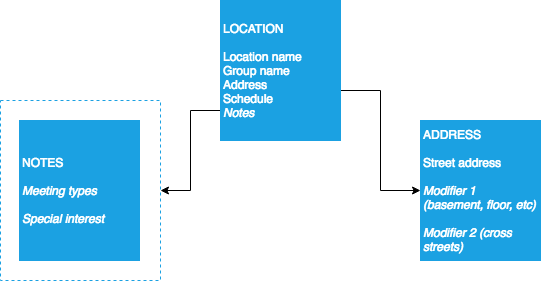 LOCATION
Location name
Group name
Address
Schedule
Notes
NOTES
Meeting types
Special interest
ADDRESS
Street address
Modifier 1
(basement, floor, etc)
Modifier 2 (cross
streets)